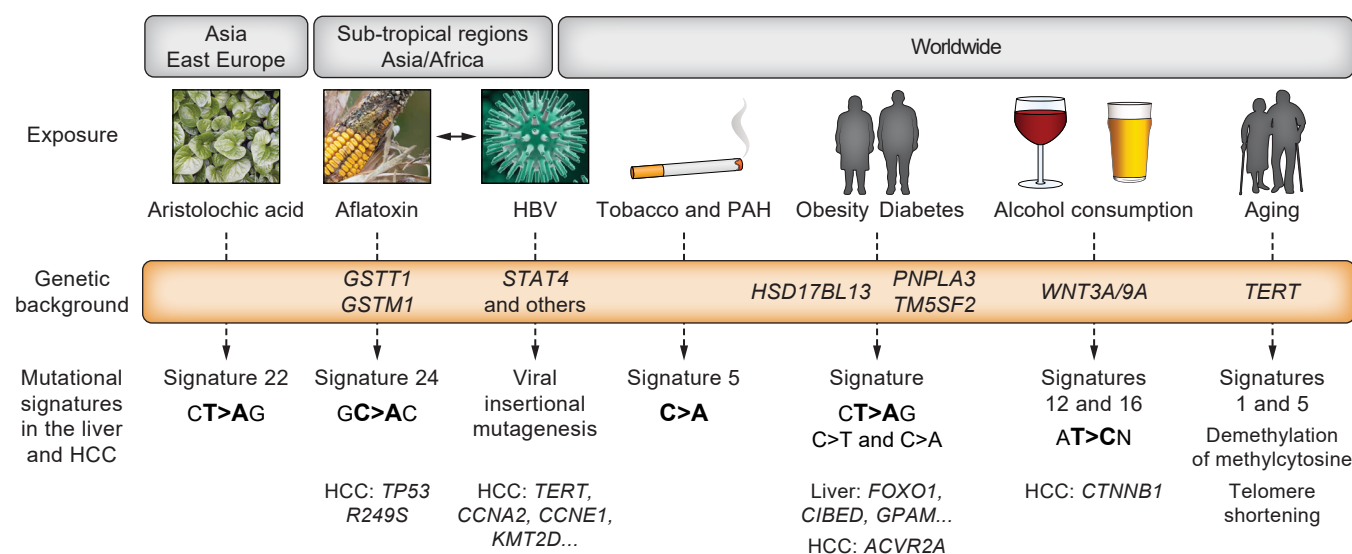 Asia
East Europe
Sub-tropical regions
Asia/Africa
Worldwide
Exposure
Aristolochic acid
Aflatoxin
HBV
Tobacco and PAH
Obesity Diabetes
Alcohol consumption
Aging
Genetic
background
GSTT1
GSTM1
STAT4
and others
HSD17BL13
PNPLA3
TM5SF2
WNT3A/9A
TERT
Mutational
signatures
in the liver
and HCC
Signature 22
CT>AG
Signature 24
GC>AC
HCC: TP53
R249S
Viral
insertional
mutagenesis
HCC: TERT,
CCNA2, CCNE1,
KMT2D...
Signature 5
C>A
Signature
CT>AG
C>T and C>A
Liver: FOXO1,
CIBED, GPAM...
HCC: ACVR2A
Signatures
12 and 16
AT>CN
HCC: CTNNB1
Signatures
1 and 5
Demethylation
of methylcytosine
Telomere
shortening